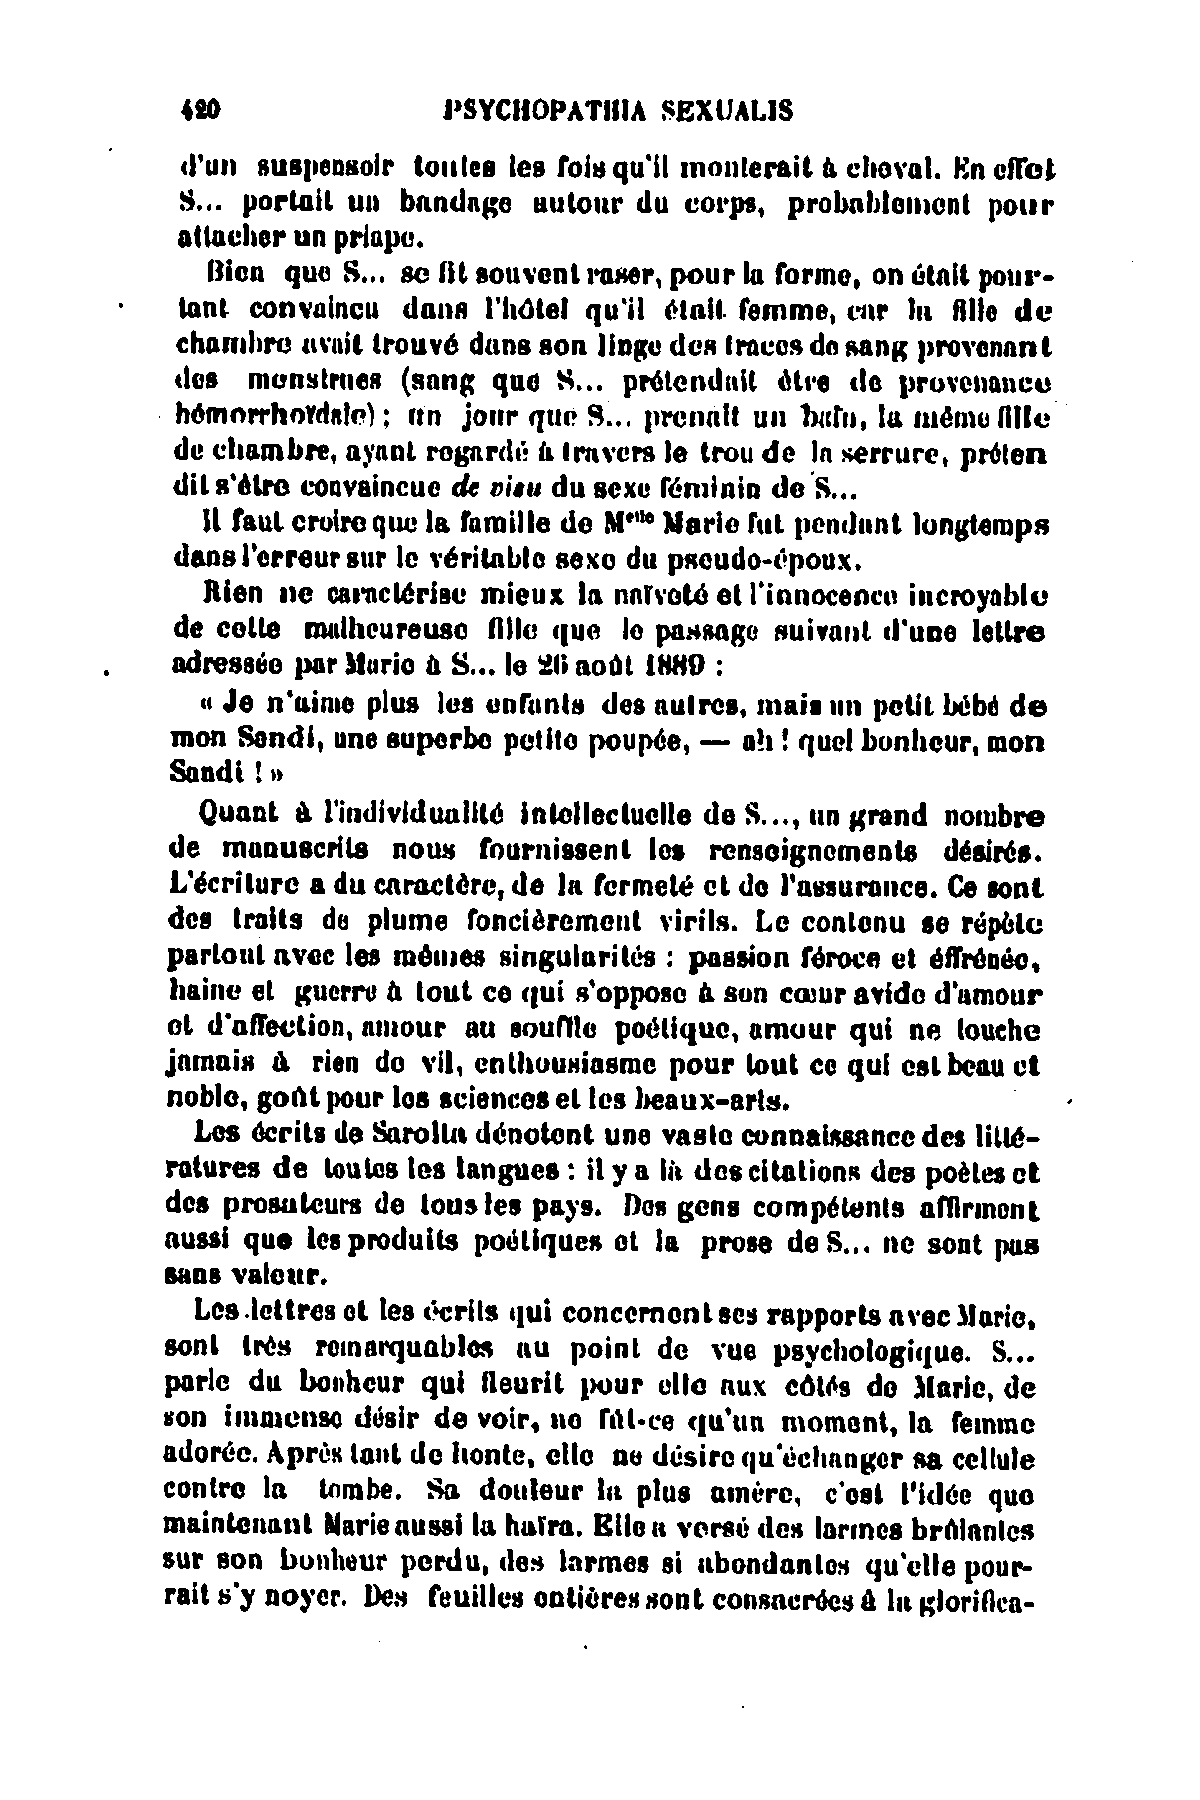 420 PSYCHOPATHIA SEXUALIS
d'un suspensoir toutes les fois qu'il monterait à cheval. En effet
S... portait un bandage autour du corps, probablement pour
attacher un priape.
Bien que S... se fît souvent raser, pour la forme, on était pour-
tant convaincu dans l'hôtel qu'il était femme, car la fille de
chambre avait trouvé dans son linge des traces de sang provenant
des menstrues (sang que S... prétendait être de provenance
hémorrhoïdale) ; un jour que S... prenait un bain, la même fille
de chambre, ayant regardé à travers le trou de la serrure, préten
dit s'être convaincue de visu du sexe féminin de S...
Il faut croire que la famille de Melle Marie fut pendant longtemps
dans l'erreur sur le véritable sexe du pseudo-époux.
Rien ne caractérise mieux la naïveté et l'innocence incroyable
de cette malheureuse fille que le passage suivant d'une lettre
adressée par Marie à S... le 26 août 1889 :
« Je n'aime plus les enfants des autres, mais un petit bébé de
mon Sandi, une superbe petite poupée, — ah ! quel bonheur, mon
Sandi ! »
Quant à l'individualité intellectuelle de S..., un grand nombre
de manuscrits nous fournissent les renseignements désirés.
L'écriture a du caractère, de la fermeté et de l'assurance. Ce sont
des traits de plume foncièrement virils. Le contenu se répète
partout avec les mêmes singularités : passion féroce et éffrénée,
haine et guerre à tout ce qui s'oppose à son cœur avide d'amour
et d'affection, amour au souffle poétique, amour qui ne touche
jamais à rien de vil, enthousiasme pour tout ce qui est beau et
noble, goût pour les sciences et les beaux-arts.
Les écrits de Sarolta dénotent une vaste connaissance des litté-
ratures de toutes les langues : il y a là des citations des poètes et
des prosateurs de tous les pays. Des gens compétents affirment
aussi que les produits poétiques et la prose de S... ne sont pas
sans valeur.
Les lettres et les écrits qui concernent ses rapports avec Marie,
sont très remarquables au point de vue psychologique. S...
parle du bonheur qui fleurit pour elle aux côtés de Marie, de
son immense désir de voir, ne fût-ce qu'un moment, la femme
adorée. Après tant de honte, elle ne désire qu'échanger sa cellule
contre la tombe. Sa douleur la plus amère, c'est l'idée que
maintenant Marie aussi la haïra. Elle a versé des larmes brûlantes
sur son bonheur perdu, des larmes si abondantes qu'elle pour-
rait s'y noyer. Des feuilles entières sont consacrées à la glorifica-